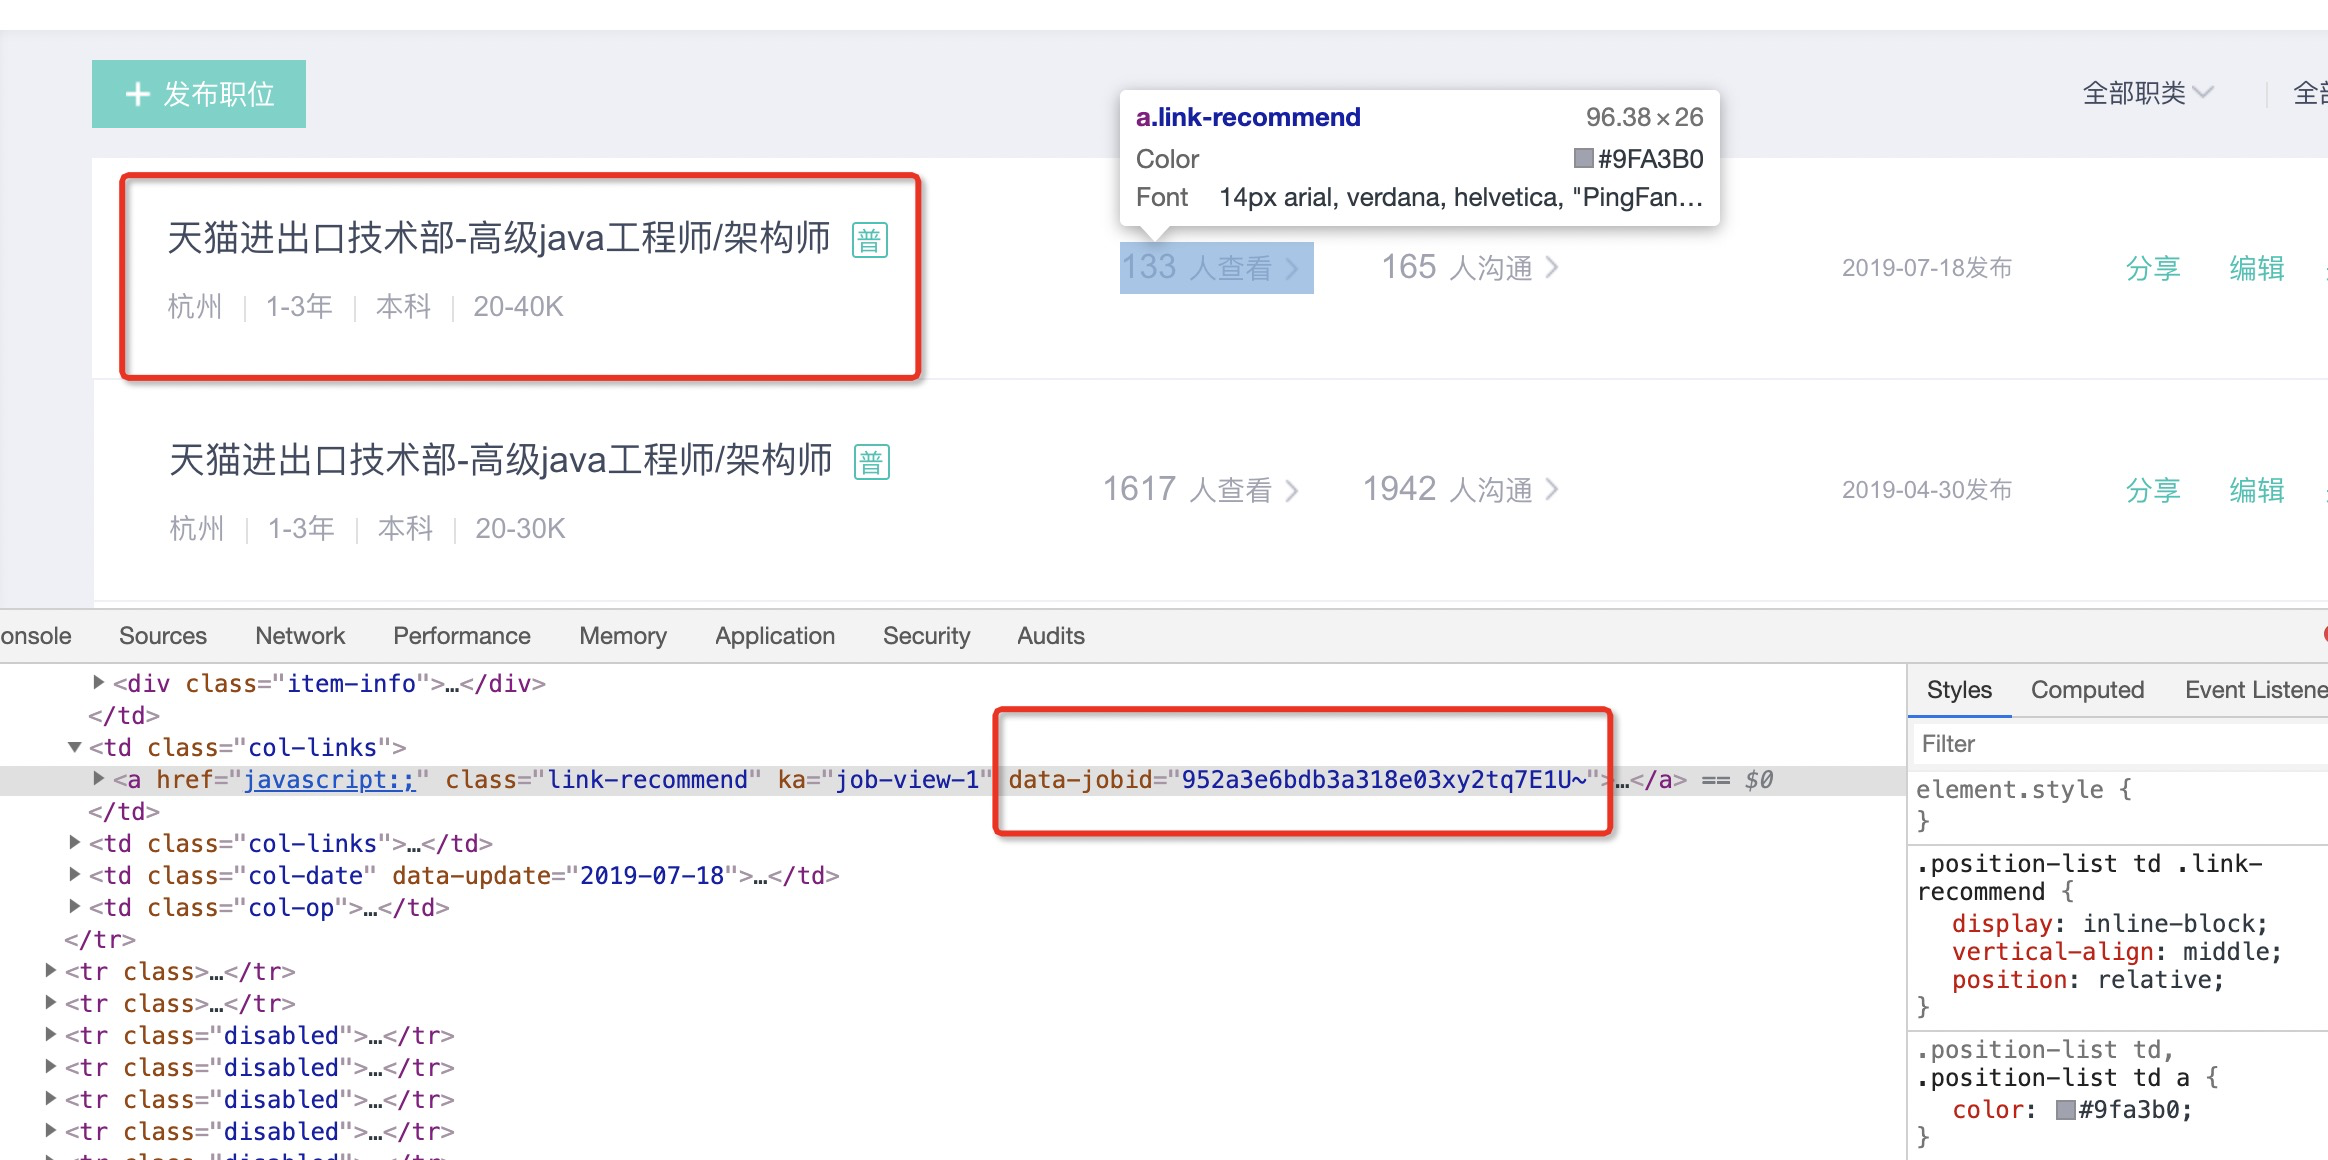 + 发布职位
全部职类
a.link-recommend 96.38×26
Color #9FA3B0
Font 14px arial, verdana, helvetica, "PingFan…
天猫进出口技术部-高级java工程师/架构师 普
133 人查看 165 人沟通 2019-07-18发布 分享 编辑
杭州 1-3年 本科 20-40K
天猫进出口技术部-高级java工程师/架构师 普
1617 人查看 1942 人沟通 2019-04-30发布 分享 编辑
杭州 1-3年 本科 20-30K
onsole Sources Network Performance Memory Application Security Audits
<div class="item-info">…</div>
</td>
<td class="col-links">
<a href="javascript:;" class="link-recommend" ka="job-view-1" data-jobid="952a3e6bdb3a318e03xy2tq7E1U~">…</a> == $0
</td>
<td class="col-links">…</td>
<td class="col-date" data-update="2019-07-18">…</td>
<td class="col-op">…</td>
</tr>
<tr class>…</tr>
<tr class>…</tr>
<tr class="disabled">…</tr>
<tr class="disabled">…</tr>
<tr class="disabled">…</tr>
<tr class="disabled">…</tr>
Styles Computed Event Listene
Filter
element.style {
}
.position-list td .link-
recommend {
display: inline-block;
vertical-align: middle;
position: relative;
}
.position-list td,
.position-list td a {
color: #9fa3b0;
}